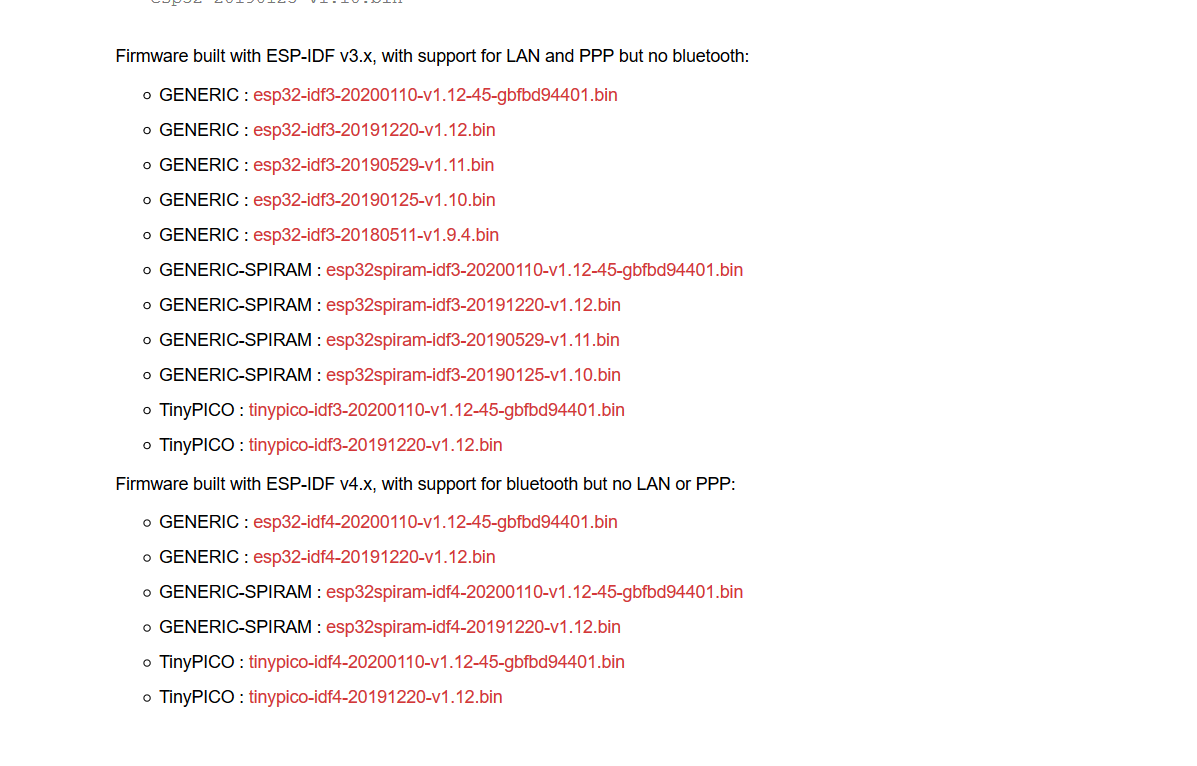 esp32-20190125-v1.10.bin
Firmware built with ESP-IDF v3.x, with support for LAN and PPP but no bluetooth:
GENERIC : esp32-idf3-20200110-v1.12-45-gbfbd94401.bin
GENERIC : esp32-idf3-20191220-v1.12.bin
GENERIC : esp32-idf3-20190529-v1.11.bin
GENERIC : esp32-idf3-20190125-v1.10.bin
GENERIC : esp32-idf3-20180511-v1.9.4.bin
GENERIC-SPIRAM : esp32spiram-idf3-20200110-v1.12-45-gbfbd94401.bin
GENERIC-SPIRAM : esp32spiram-idf3-20191220-v1.12.bin
GENERIC-SPIRAM : esp32spiram-idf3-20190529-v1.11.bin
GENERIC-SPIRAM : esp32spiram-idf3-20190125-v1.10.bin
TinyPICO : tinypico-idf3-20200110-v1.12-45-gbfbd94401.bin
TinyPICO : tinypico-idf3-20191220-v1.12.bin
Firmware built with ESP-IDF v4.x, with support for bluetooth but no LAN or PPP:
GENERIC : esp32-idf4-20200110-v1.12-45-gbfbd94401.bin
GENERIC : esp32-idf4-20191220-v1.12.bin
GENERIC-SPIRAM : esp32spiram-idf4-20200110-v1.12-45-gbfbd94401.bin
GENERIC-SPIRAM : esp32spiram-idf4-20191220-v1.12.bin
TinyPICO : tinypico-idf4-20200110-v1.12-45-gbfbd94401.bin
TinyPICO : tinypico-idf4-20191220-v1.12.bin